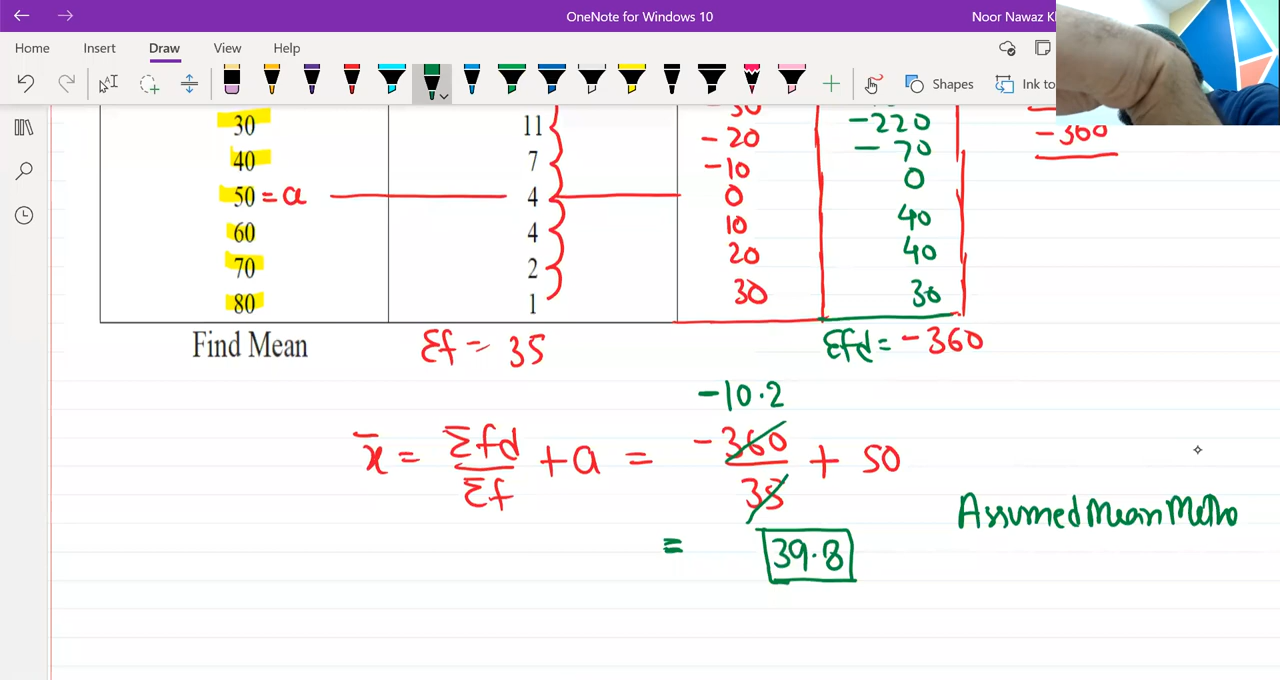 OneNote for Windows 10
Noor Nawaz
Home Insert Draw View Help
Shapes Ink to
30 11 -20 -220 -360
40 7 -10 -70
50 = a 4 0 0
60 4 10 40
70 2 20 40
80 1 30 30
Find Mean Σf = 35 Σfd = -360
-10.2
x̄ = Σfd/Σf + a = -360/35 + 50
Assumed Mean Metho
= 39.8